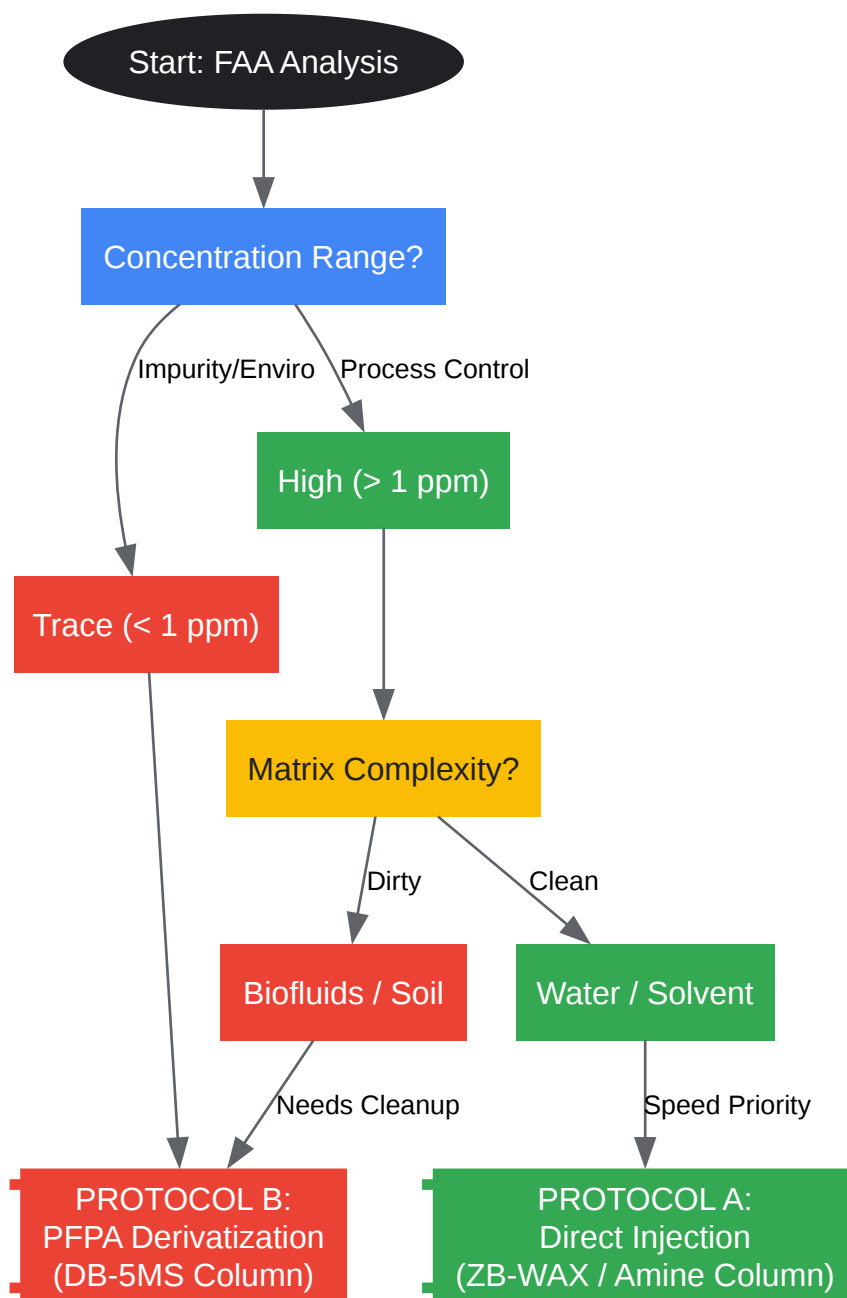 Start: FAA Analysis
Concentration Range?
Impurity/Enviro
Process Control
High (> 1 ppm)
Trace (< 1 ppm)
Matrix Complexity?
Dirty
Clean
Biofluids / Soil
Water / Solvent
Needs Cleanup
Speed Priority
PROTOCOL B:
PFPA Derivatization
(DB-5MS Column)
PROTOCOL A:
Direct Injection
(ZB-WAX / Amine Column)